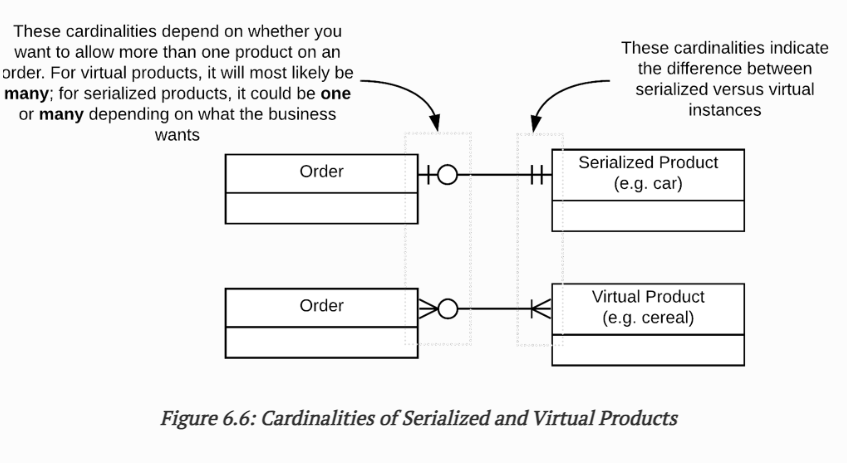 These cardinalities depend on whether you
want to allow more than one product on an
order. For virtual products, it will most likely be
many; for serialized products, it could be one
or many depending on what the business
wants
These cardinalities indicate
the difference between
serialized versus virtual
instances
Order
Serialized Product
(e.g. car)
Order
Virtual Product
(e.g. cereal)
Figure 6.6: Cardinalities of Serialized and Virtual Products